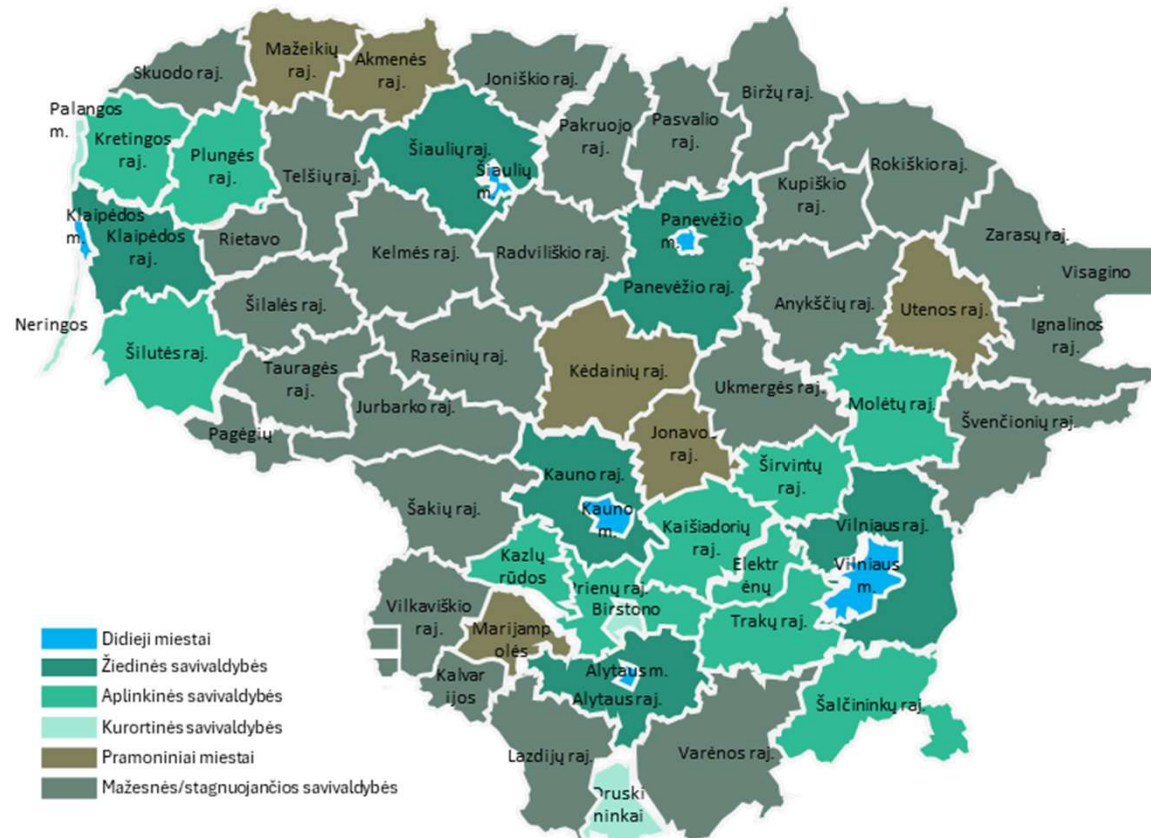 Mažeikių
raj.
Akmenės
raj.
Skuodo raj.
Joniškio raj.
Biržų raj.
Palangos
m.
Kretingos
raj.
Plungės
raj.
Telšių raj.
Šiaulių raj.
Šiaulių
m.
Pakruojo
raj.
Pasvalio
raj.
Rokiškio raj.
Kupiškio
raj.
Klaipėdos
m.
Klaipėdos
raj.
Rietavo
Kelmės raj.
Radviliškio raj.
Panevėžio
m.
Panevėžio raj.
Zarasų raj.
Visagino
Anykščių raj.
Utenos raj.
Ignalinos
raj.
Neringos
Šilalės raj.
Šilutės raj.
Tauragės
raj.
Raseinių raj.
Kėdainių raj.
Ukmergės raj.
Molėtų raj.
Švenčionių raj.
Jurbarko raj.
Pagėgių
Jonavos
raj.
Širvintų
raj.
Kauno raj.
Kauno
m.
Šakių raj.
Kaišiadorių
raj.
Vilniaus raj.
Vilniaus
m.
Elektr
ėnų
Kazlų
rūdos
Prienų raj.
Birstono
Trakų raj.
Vilkaviškio
raj.
Marijamp
olės
Kalvar
ijos
Alytaus m.
Alytaus raj.
Šalčininkų raj.
Lazdijų raj.
Varėnos raj.
Druski
ninkai
Didieji miestai
Žiedinės savivaldybės
Aplinkinės savivaldybės
Kurortinės savivaldybės
Pramoniniai miestai
Mažesnės/stagnuojančios savivaldybės